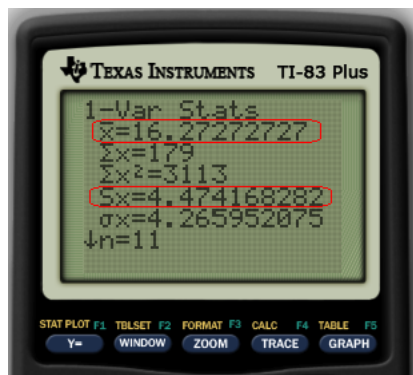 TEXAS INSTRUMENTS TI-83 Plus
1-Var Stats
x̄=16.27272727
Σx=179
Σx²=3113
Sx=4.474168282
σx=4.265952075
↓n=11
STAT PLOT F1 TBLSET F2 FORMAT F3 CALC F4 TABLE F5
Y= WINDOW ZOOM TRACE GRAPH